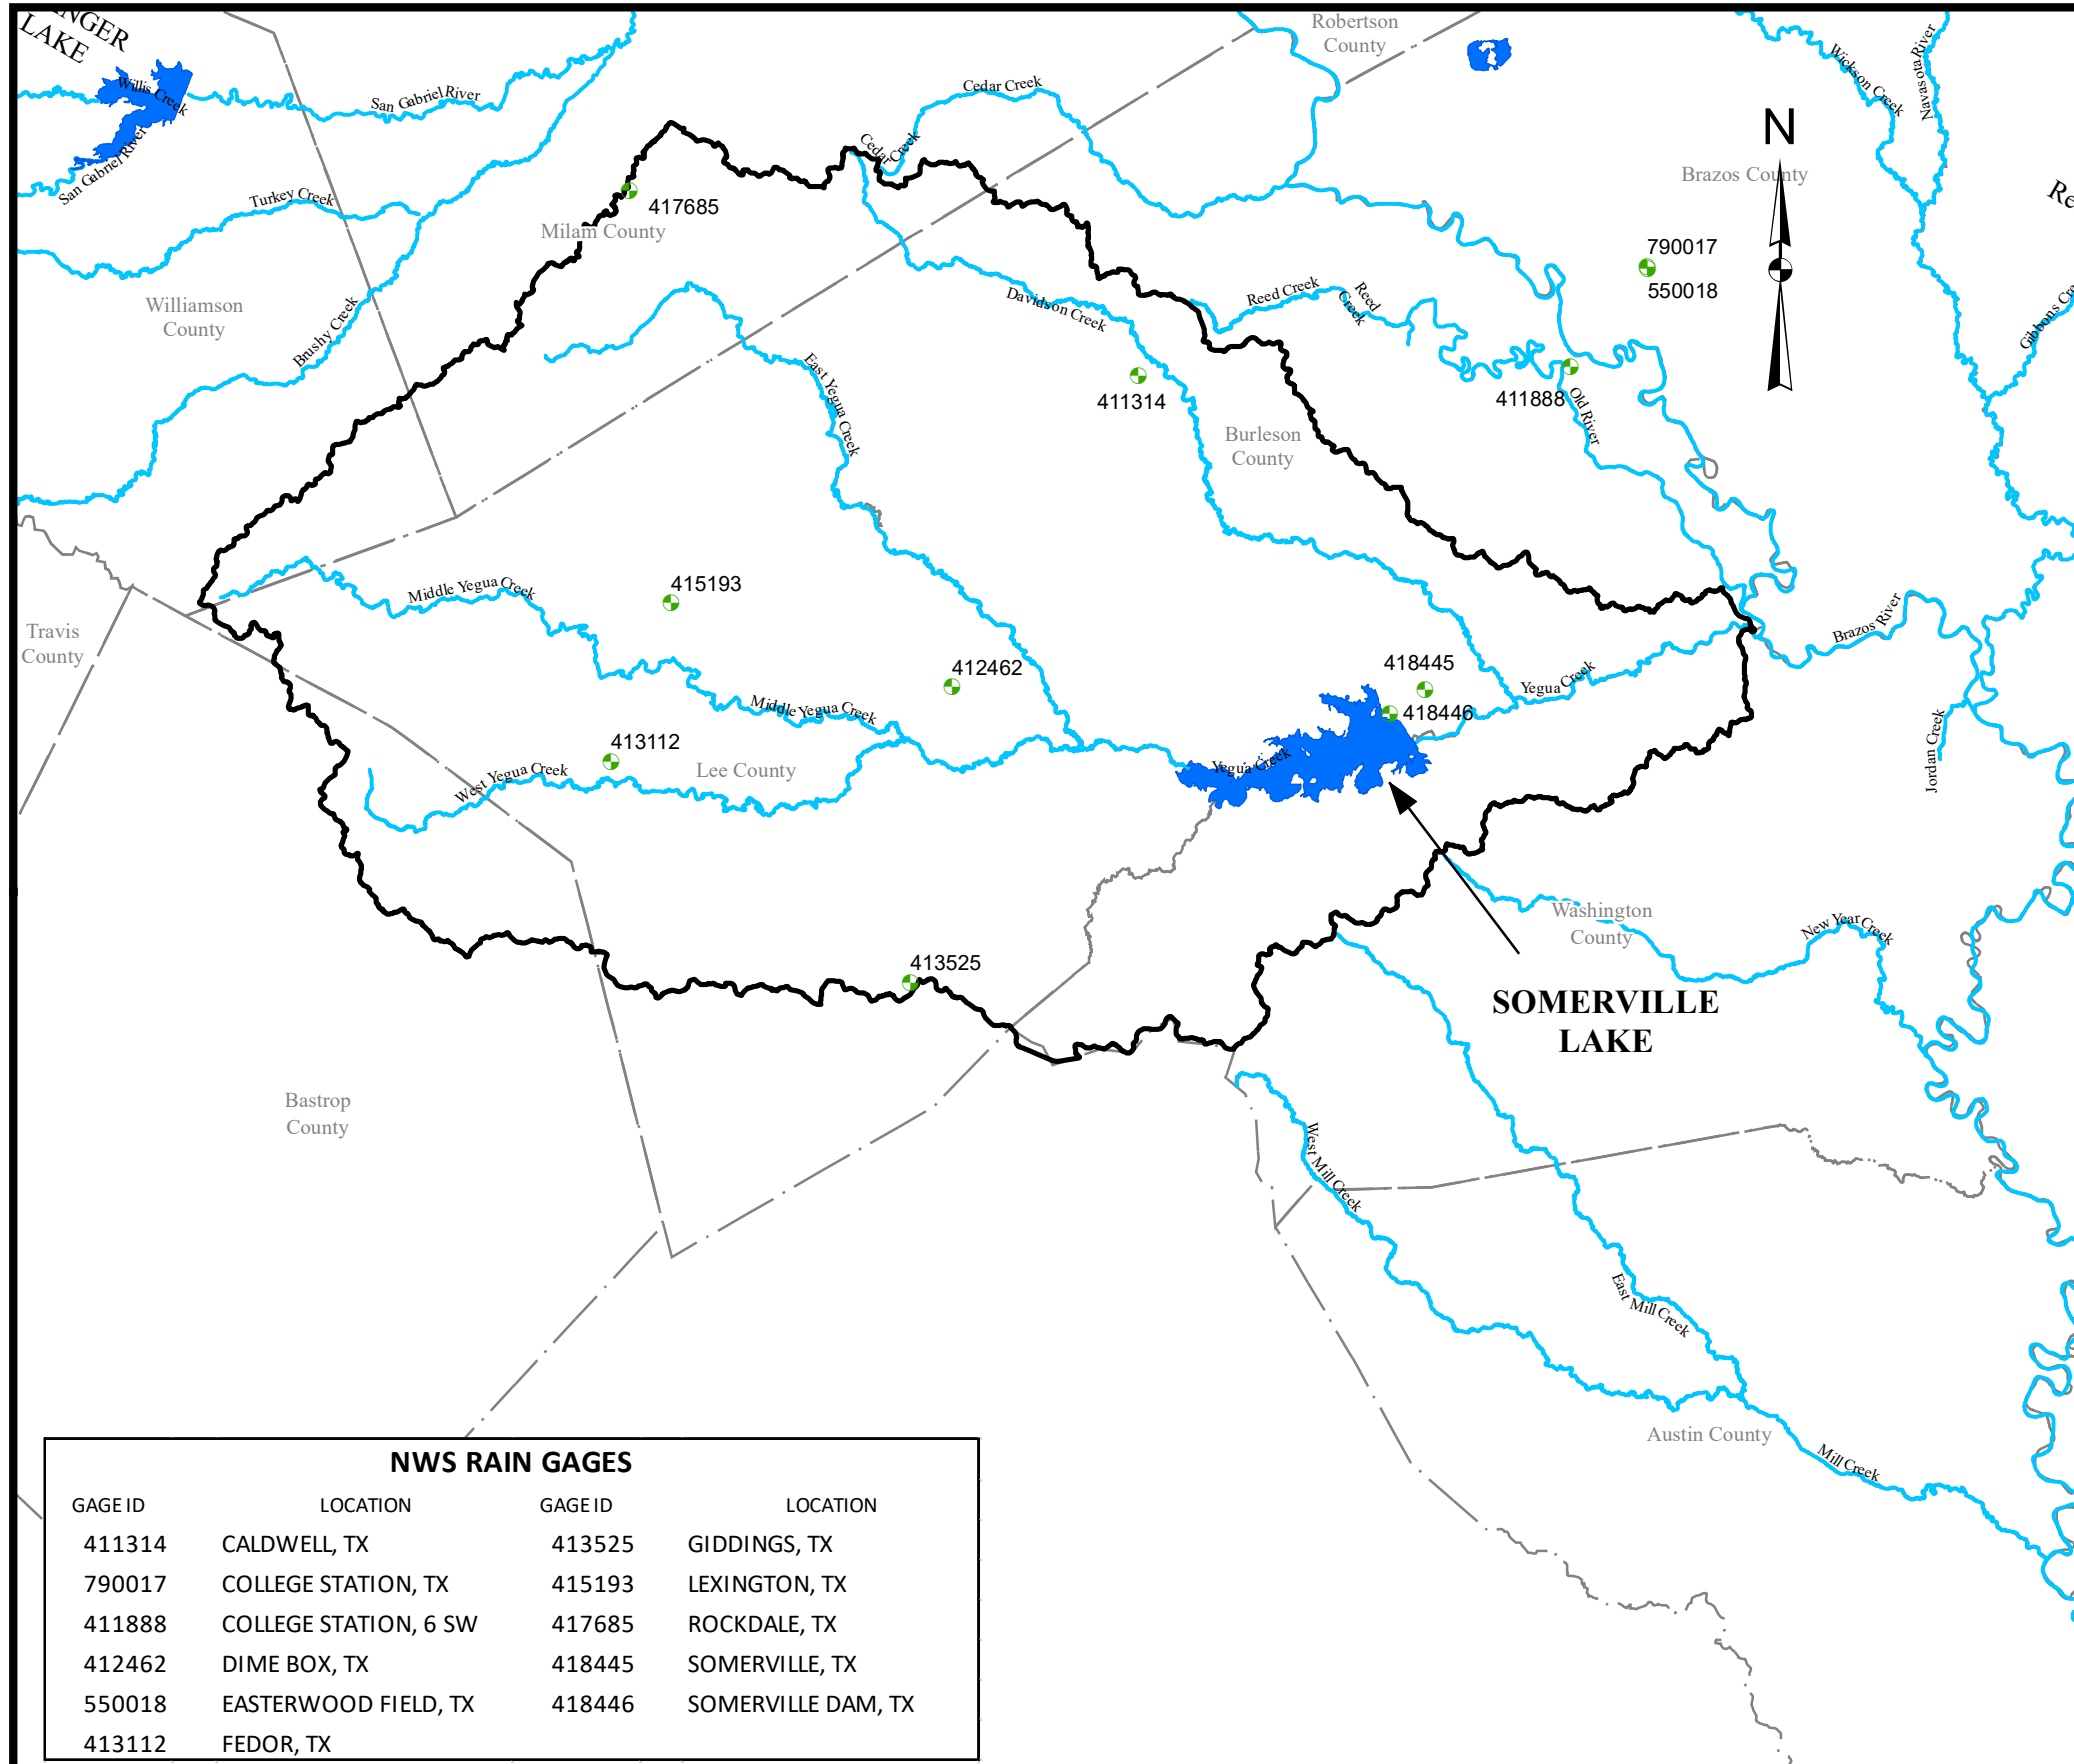 INGER
LAKE
Robertson
County
Willis Creek
San Gabriel River
San Gabriel River
Cedar Creek
Cedar Creek
Wickson Creek
Navasota River
N
Brazos County
Turkey Creek
417685
Milam County
790017
550018
Williamson
County
Brushy Creek
Davidson Creek
Reed Creek
Reed
Creek
Gibbons Cre
East Yegua Creek
411314
411888
Old River
Burleson
County
Middle Yegua Creek
415193
Travis
County
Brazos River
412462
418445
Yegua Creek
Middle Yegua Creek
418446
413112
Lee County
West Yegua Creek
Yegua Creek
Jordan Creek
Washington
County
New Year Creek
413525
SOMERVILLE
LAKE
Bastrop
County
West Mill Creek
East Mill Creek
Austin County
Mill Creek
NWS RAIN GAGES
GAGE ID LOCATION GAGE ID LOCATION
411314 CALDWELL, TX 413525 GIDDINGS, TX
790017 COLLEGE STATION, TX 415193 LEXINGTON, TX
411888 COLLEGE STATION, 6 SW 417685 ROCKDALE, TX
412462 DIME BOX, TX 418445 SOMERVILLE, TX
550018 EASTERWOOD FIELD, TX 418446 SOMERVILLE DAM, TX
413112 FEDOR, TX